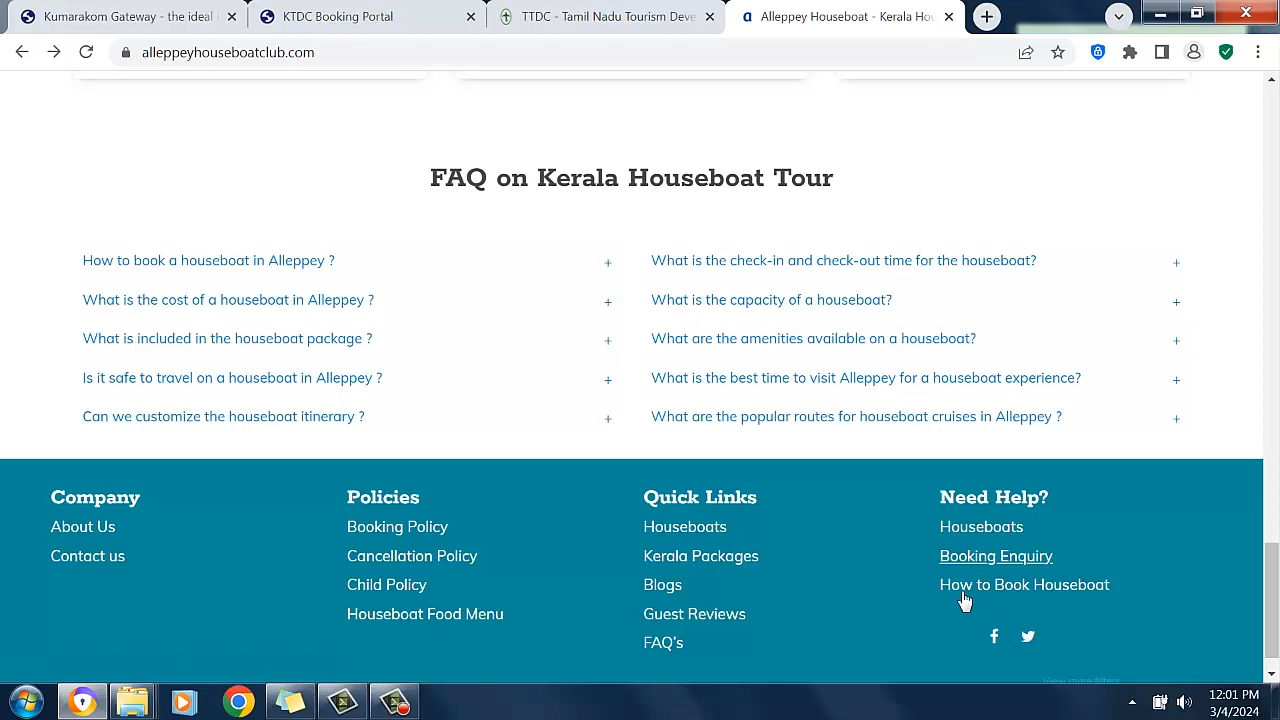 Kumarakom Gateway - the ideal
KTDC Booking Portal
TTDC - Tamil Nadu Tourism Deve
Alleppey Houseboat - Kerala Hou
alleppeyhouseboatclub.com
FAQ on Kerala Houseboat Tour
How to book a houseboat in Alleppey ? +
What is the cost of a houseboat in Alleppey ? +
What is included in the houseboat package ? +
Is it safe to travel on a houseboat in Alleppey ? +
Can we customize the houseboat itinerary ? +
What is the check-in and check-out time for the houseboat? +
What is the capacity of a houseboat? +
What are the amenities available on a houseboat? +
What is the best time to visit Alleppey for a houseboat experience? +
What are the popular routes for houseboat cruises in Alleppey ? +
Company
About Us
Contact us
Policies
Booking Policy
Cancellation Policy
Child Policy
Houseboat Food Menu
Quick Links
Houseboats
Kerala Packages
Blogs
Guest Reviews
FAQ's
Need Help?
Houseboats
Booking Enquiry
How to Book Houseboat
View more filters
12:01 PM
3/4/2024